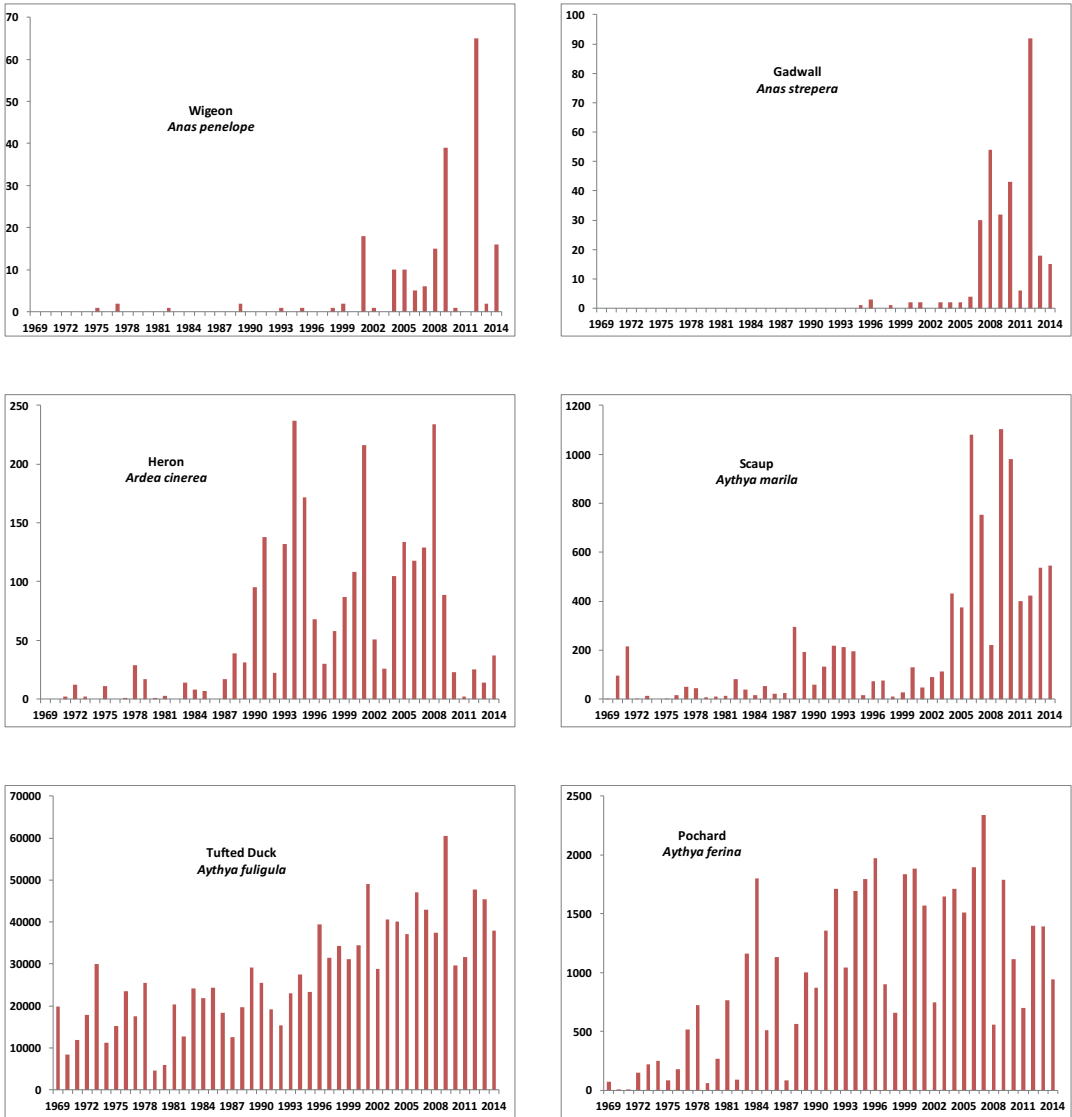 70
60
50
40
30
20
10
0
Wigeon
Anas penelope
1969 1972 1975 1978 1981 1984 1987 1990 1993 1996 1999 2002 2005 2008 2011 2014
100
90
80
70
60
50
40
30
20
10
0
Gadwall
Anas strepera
1969 1972 1975 1978 1981 1984 1987 1990 1993 1996 1999 2002 2005 2008 2011 2014
250
200
150
100
50
0
Heron
Ardea cinerea
1969 1972 1975 1978 1981 1984 1987 1990 1993 1996 1999 2002 2005 2008 2011 2014
1200
1000
800
600
400
200
0
Scaup
Aythya marila
1969 1972 1975 1978 1981 1984 1987 1990 1993 1996 1999 2002 2005 2008 2011 2014
70000
60000
50000
40000
30000
20000
10000
0
Tufted Duck
Aythya fuligula
1969 1972 1975 1978 1981 1984 1987 1990 1993 1996 1999 2002 2005 2008 2011 2014
2500
2000
1500
1000
500
0
Pochard
Aythya ferina
1969 1972 1975 1978 1981 1984 1987 1990 1993 1996 1999 2002 2005 2008 2011 2014